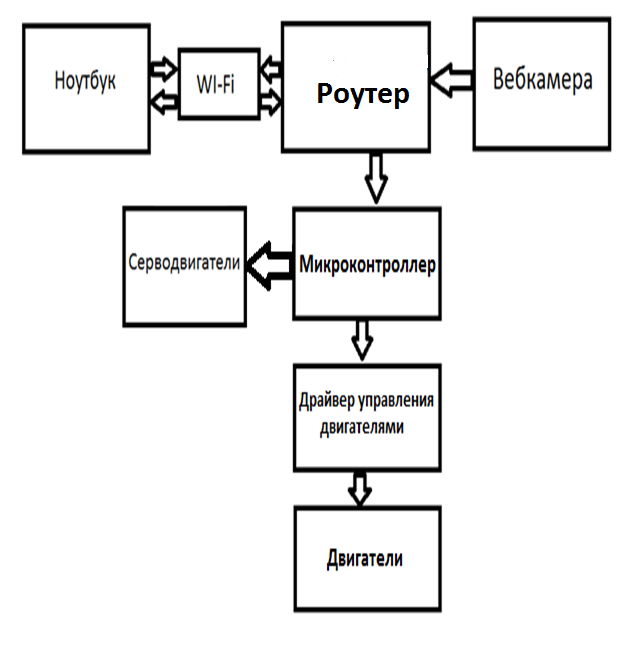 Ноутбук
WI-Fi
Роутер
Вебкамера
Серводвигатели
Микроконтроллер
Драйвер управления
двигателями
Двигатели